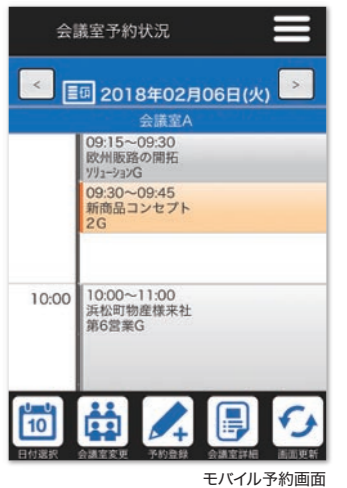 会議室予約状況
< 2018年02月06日(火) >
会議室A
09:15~09:30
欧州販路の開拓
ソリューションG
09:30~09:45
新商品コンセプト
2G
10:00
10:00~11:00
浜松町物産様来社
第6営業G
10
日付選択 会議室変更 予約登録 会議室詳細 画面更新
モバイル予約画面